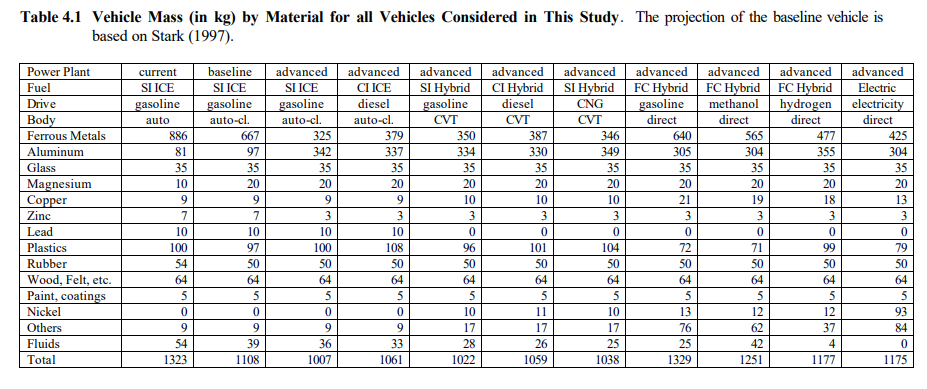 Table 4.1 Vehicle Mass (in kg) by Material for all Vehicles Considered in This Study. The projection of the baseline vehicle is
based on Stark (1997).
Power Plant current baseline advanced advanced advanced advanced advanced advanced advanced advanced advanced
Fuel SI ICE SI ICE SI ICE CI ICE SI Hybrid CI Hybrid SI Hybrid FC Hybrid FC Hybrid FC Hybrid Electric
Drive gasoline gasoline gasoline diesel gasoline diesel CNG gasoline methanol hydrogen electricity
Body auto auto-cl. auto-cl. auto-cl. CVT CVT CVT direct direct direct direct
Ferrous Metals 886 667 325 379 350 387 346 640 565 477 425
Aluminum 81 97 342 337 334 330 349 305 304 355 304
Glass 35 35 35 35 35 35 35 35 35 35 35
Magnesium 10 20 20 20 20 20 20 20 20 20 20
Copper 9 9 9 9 10 10 10 21 19 18 13
Zinc 7 7 3 3 3 3 3 3 3 3 3
Lead 10 10 10 10 0 0 0 0 0 0 0
Plastics 100 97 100 108 96 101 104 72 71 99 79
Rubber 54 50 50 50 50 50 50 50 50 50 50
Wood, Felt, etc. 64 64 64 64 64 64 64 64 64 64 64
Paint, coatings 5 5 5 5 5 5 5 5 5 5 5
Nickel 0 0 0 0 10 11 10 13 12 12 93
Others 9 9 9 9 17 17 17 76 62 37 84
Fluids 54 39 36 33 28 26 25 25 42 4 0
Total 1323 1108 1007 1061 1022 1059 1038 1329 1251 1177 1175